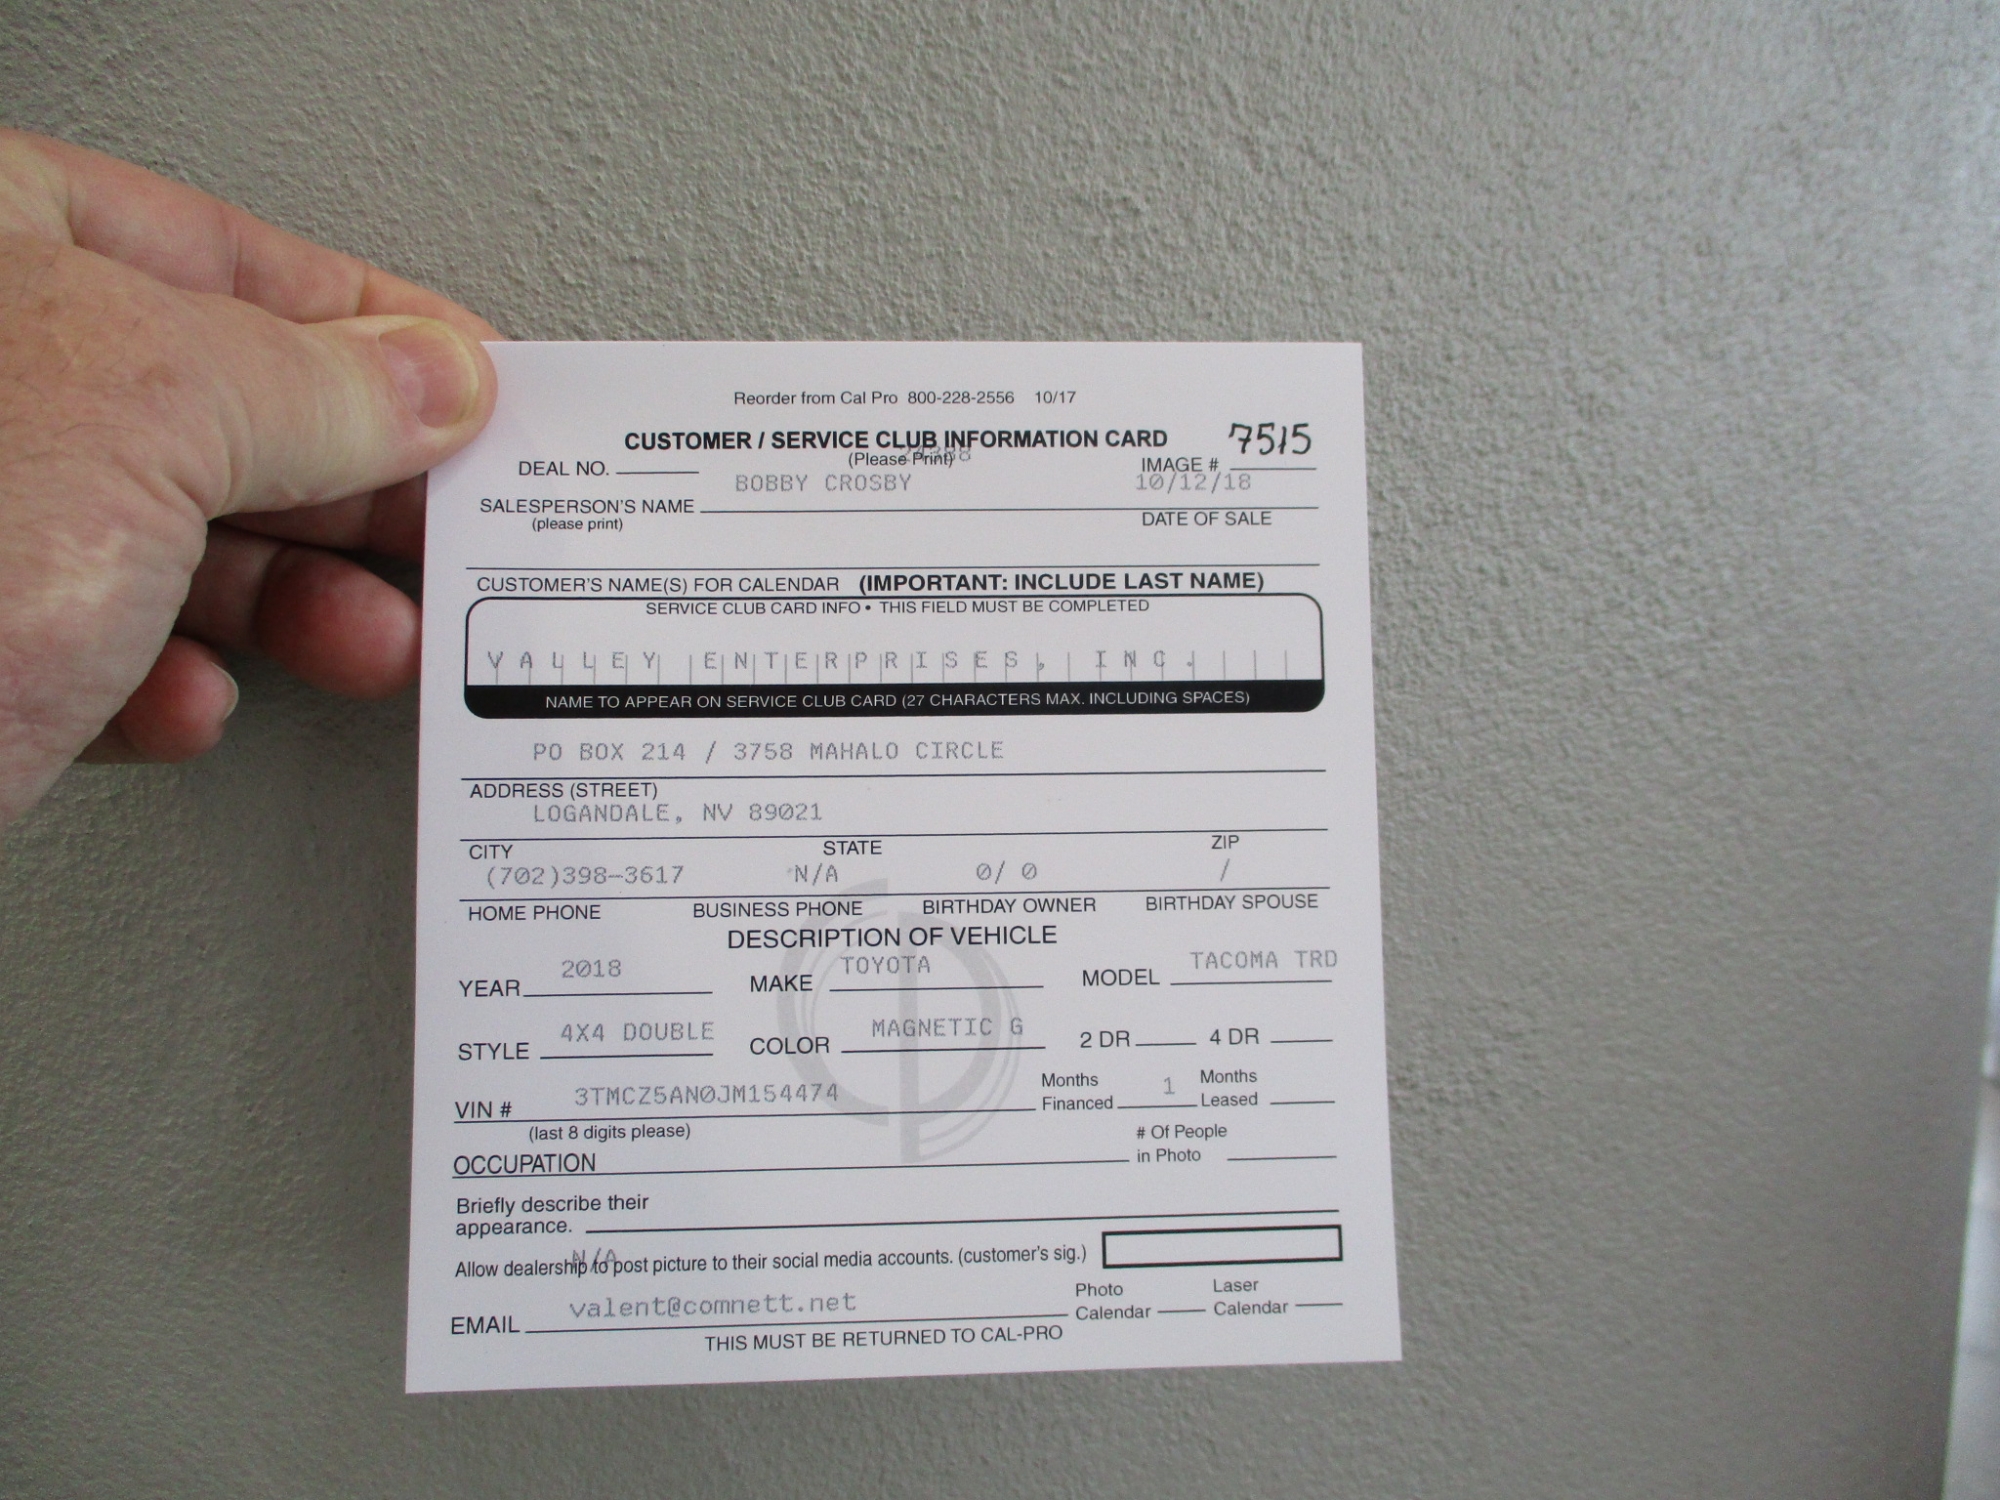 Reorder from Cal Pro 800-228-2556 10/17
CUSTOMER / SERVICE CLUB INFORMATION CARD 7515
(Please Print)
DEAL NO. IMAGE #
BOBBY CROSBY 10/12/18
SALESPERSON'S NAME DATE OF SALE
(please print)
CUSTOMER'S NAME(S) FOR CALENDAR (IMPORTANT: INCLUDE LAST NAME)
SERVICE CLUB CARD INFO • THIS FIELD MUST BE COMPLETED
VALLEY ENTERPRISES, INC.
NAME TO APPEAR ON SERVICE CLUB CARD (27 CHARACTERS MAX. INCLUDING SPACES)
PO BOX 214 / 3758 MAHALO CIRCLE
ADDRESS (STREET)
LOGANDALE, NV 89021
CITY STATE ZIP
(702)398-3617 N/A 0/ 0 /
HOME PHONE BUSINESS PHONE BIRTHDAY OWNER BIRTHDAY SPOUSE
DESCRIPTION OF VEHICLE
YEAR 2018 MAKE TOYOTA MODEL TACOMA TRD
STYLE 4X4 DOUBLE COLOR MAGNETIC G 2 DR 4 DR
VIN # 3TMCZ5AN0JM154474 Months Financed 1 Months Leased
(last 8 digits please)
OCCUPATION # Of People in Photo
Briefly describe their
appearance.
N/A
Allow dealership to post picture to their social media accounts. (customer's sig.)
EMAIL valent@comnett.net Photo Calendar Laser Calendar
THIS MUST BE RETURNED TO CAL-PRO